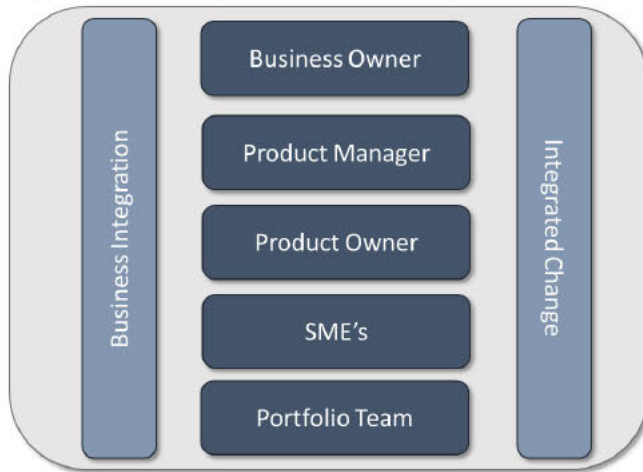 Business Integration
Business Owner
Product Manager
Product Owner
SME's
Portfolio Team
Integrated Change